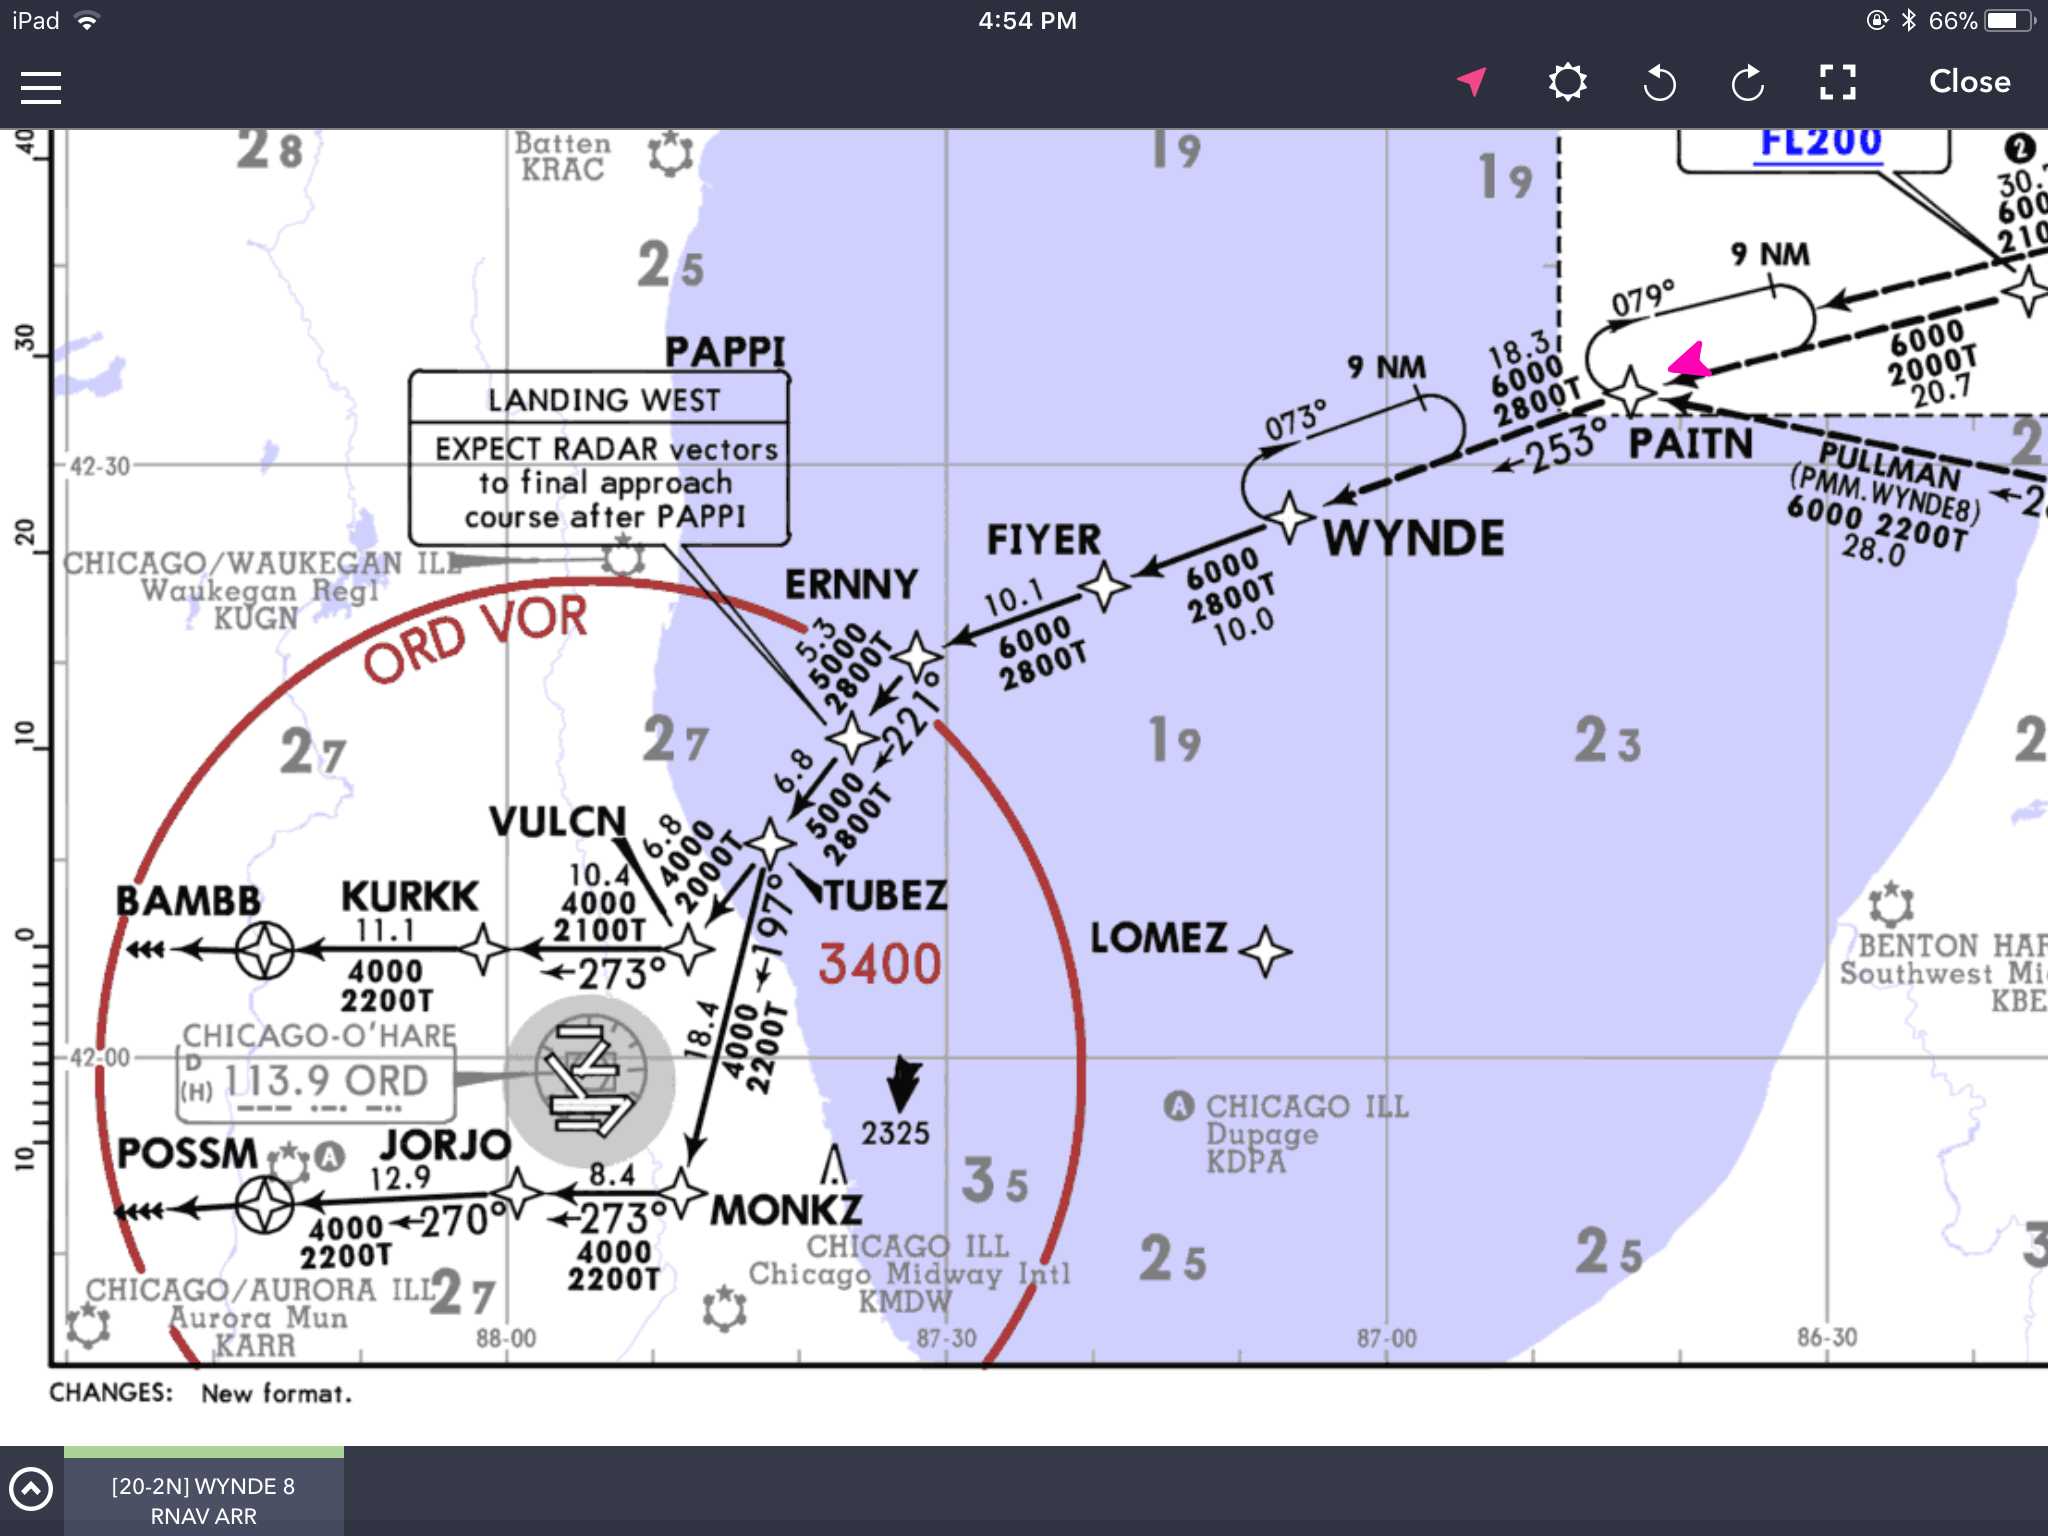 iPad
4:54 PM
66%
Close
40
28
Batten
KRAC
19
19
FL200
2
600
210
25
9 NM
079°
30
PAPPI
LANDING WEST
EXPECT RADAR vectors
to final approach
course after PAPPI
9 NM
073°
18.3
6000
2800T
253°
PAITN
6000
2000T
20.7
2
PULLMAN
(PMM.WYNDE8)
6000 2200T
28.0
42-30
20
CHICAGO/WAUKEGAN ILL
Waukegan Regl
KUGN
ORD VOR
FIYER
WYNDE
6000
2800T
10.0
ERNNY
10.1
6000
2800T
5.3
5000
2800T
221°
10
27
27
19
23
2
6.8
5000
2800T
VULCN
6.8
4000
2000T
TUBEZ
10.4
4000
2100T
273°
BAMBB
KURKK
11.1
4000
2200T
0
197°
3400
LOMEZ
BENTON HAR
Southwest Mi
KBE
18.4
4000
2200T
CHICAGO-O'HARE
D
(H)
113.9 ORD
42-00
2325
A
CHICAGO ILL
Dupage
KDPA
10
POSSM
A
JORJO
12.9
4000
2200T
270°
8.4
273°
4000
2200T
MONKZ
35
25
25
3
CHICAGO ILL
Chicago Midway Intl
KMDW
CHICAGO/AURORA ILL
Aurora Mun
KARR
27
88-00
87-30
87-00
86-30
CHANGES: New format.
[20-2N] WYNDE 8
RNAV ARR